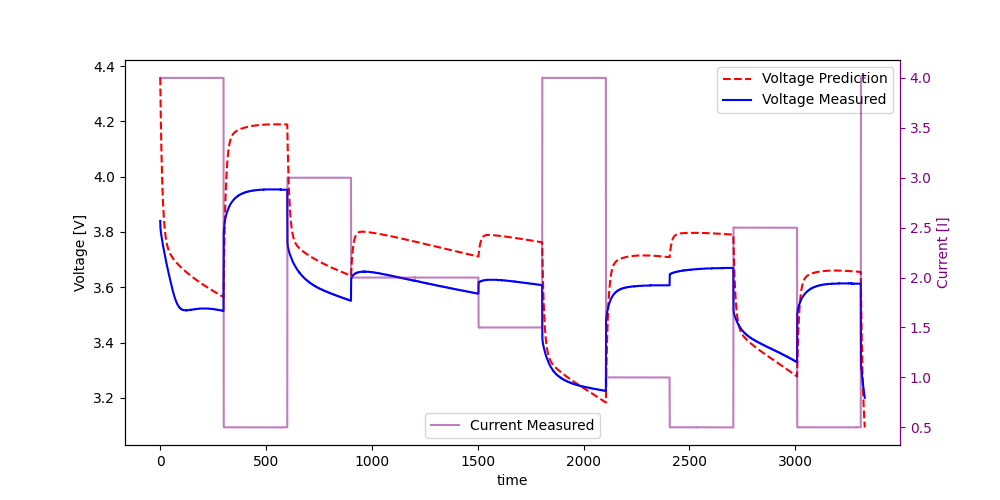 Voltage Prediction
Voltage Measured
Current Measured
Voltage [V]
4.4
4.2
4.0
3.8
3.6
3.4
3.2
4.0
3.5
3.0
2.5
2.0
1.5
1.0
0.5
Current [I]
0 500 1000 1500 2000 2500 3000
time